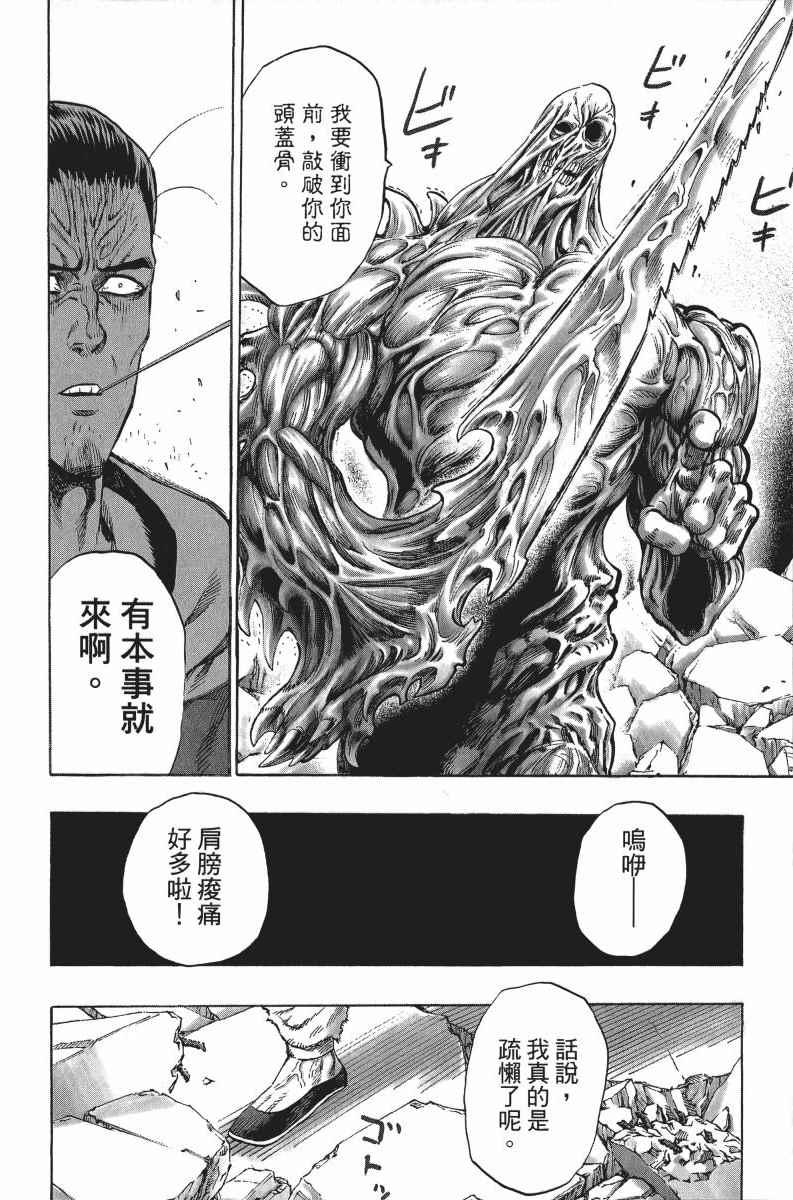 ビキ
ビキ
我要衝到你面
前，敲破你的
頭蓋骨。
有本事就
來啊。
嗚咿——
肩膀痠痛
好多啦！
話說，
我真的是
疏懶了呢。
ゴトッ